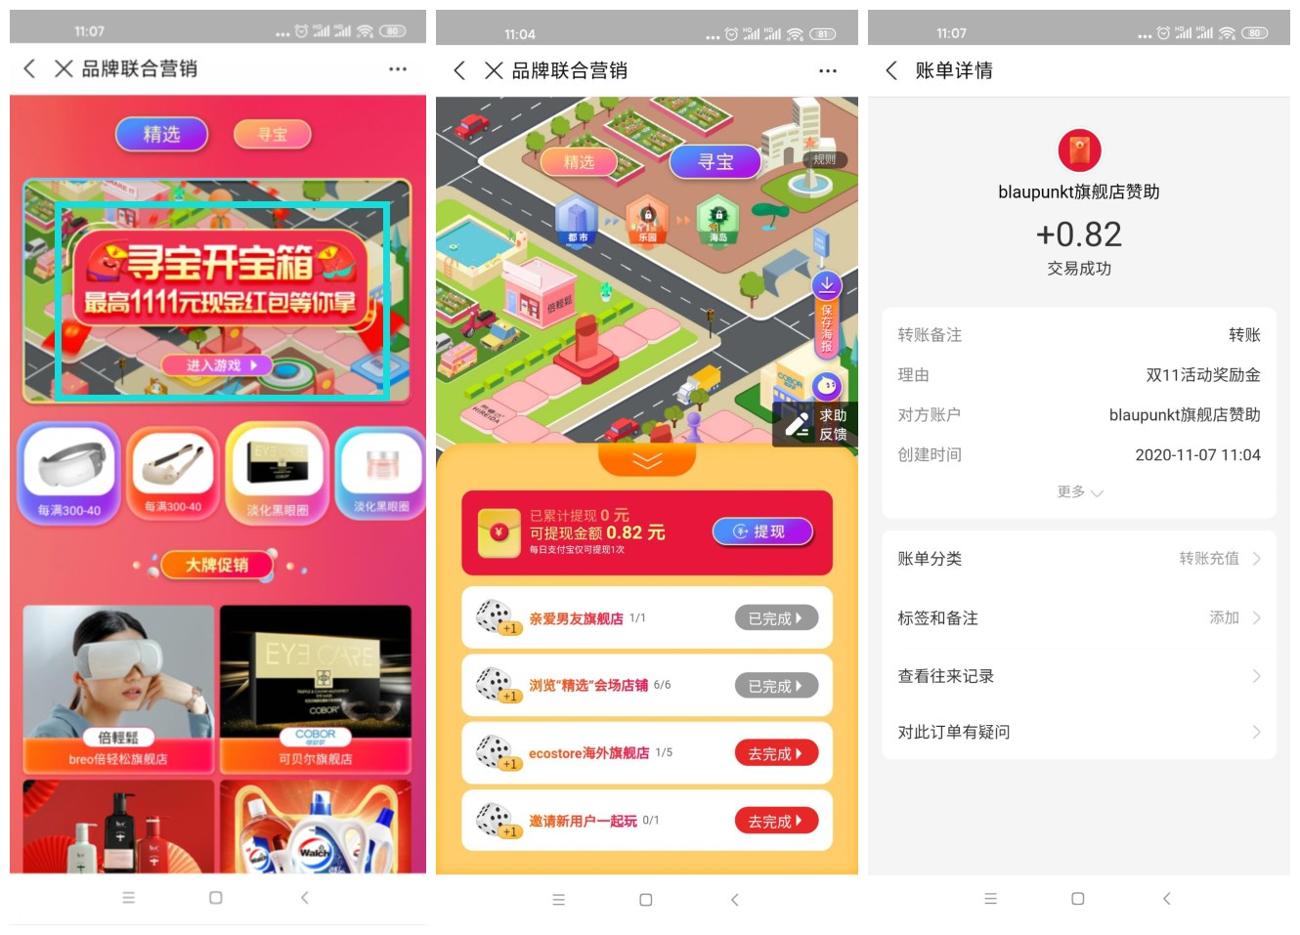 11:07
80
品牌联合营销
精选
寻宝
寻宝开宝箱
最高1111元现金红包等你拿
进入游戏
每满300-40
每满300-40
淡化黑眼圈
淡化黑眼圈
大牌促销
倍輕鬆
breo倍轻松旗舰店
EYE CARE
COBOR
COBOR
可贝尔旗舰店
Walch
11:04
81
品牌联合营销
精选
寻宝
规则
都市
乐园
海岛
倍輕鬆
保存海报
COBOR
HIREIDA
求助
反馈
已累计提现 0 元
可提现金额 0.82 元
每日支付宝仅可提现1次
提现
亲爱男友旗舰店 1/1
+1
已完成
浏览"精选"会场店铺 6/6
+1
已完成
ecostore海外旗舰店 1/5
+1
去完成
邀请新用户一起玩 0/1
+1
去完成
11:07
80
账单详情
blaupunkt旗舰店赞助
+0.82
交易成功
转账备注 转账
理由 双11活动奖励金
对方账户 blaupunkt旗舰店赞助
创建时间 2020-11-07 11:04
更多
账单分类 转账充值
标签和备注 添加
查看往来记录
对此订单有疑问